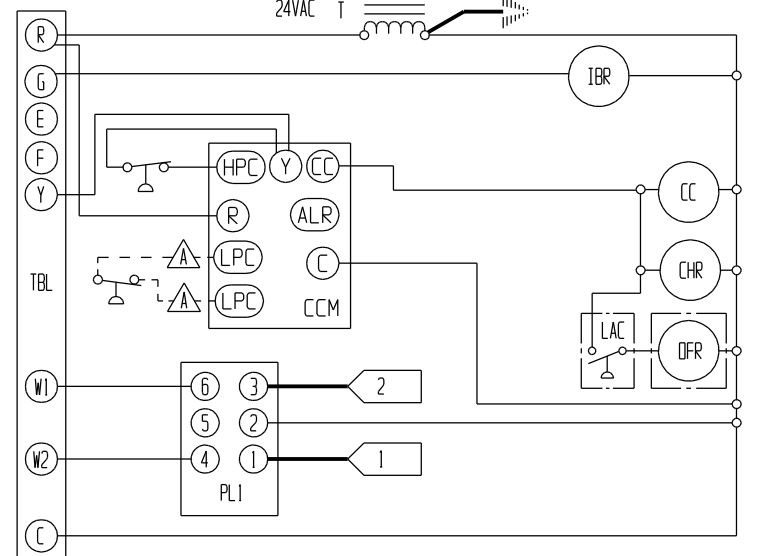 24VAC T
R
G
IBR
E
F
HPC Y CC
Y
CC
R ALR
A LPC C
CHR
TBL
A LPC CCM
LAC
OFR
W1 6 3 2
5 2
W2 4 1 1
PL1
C